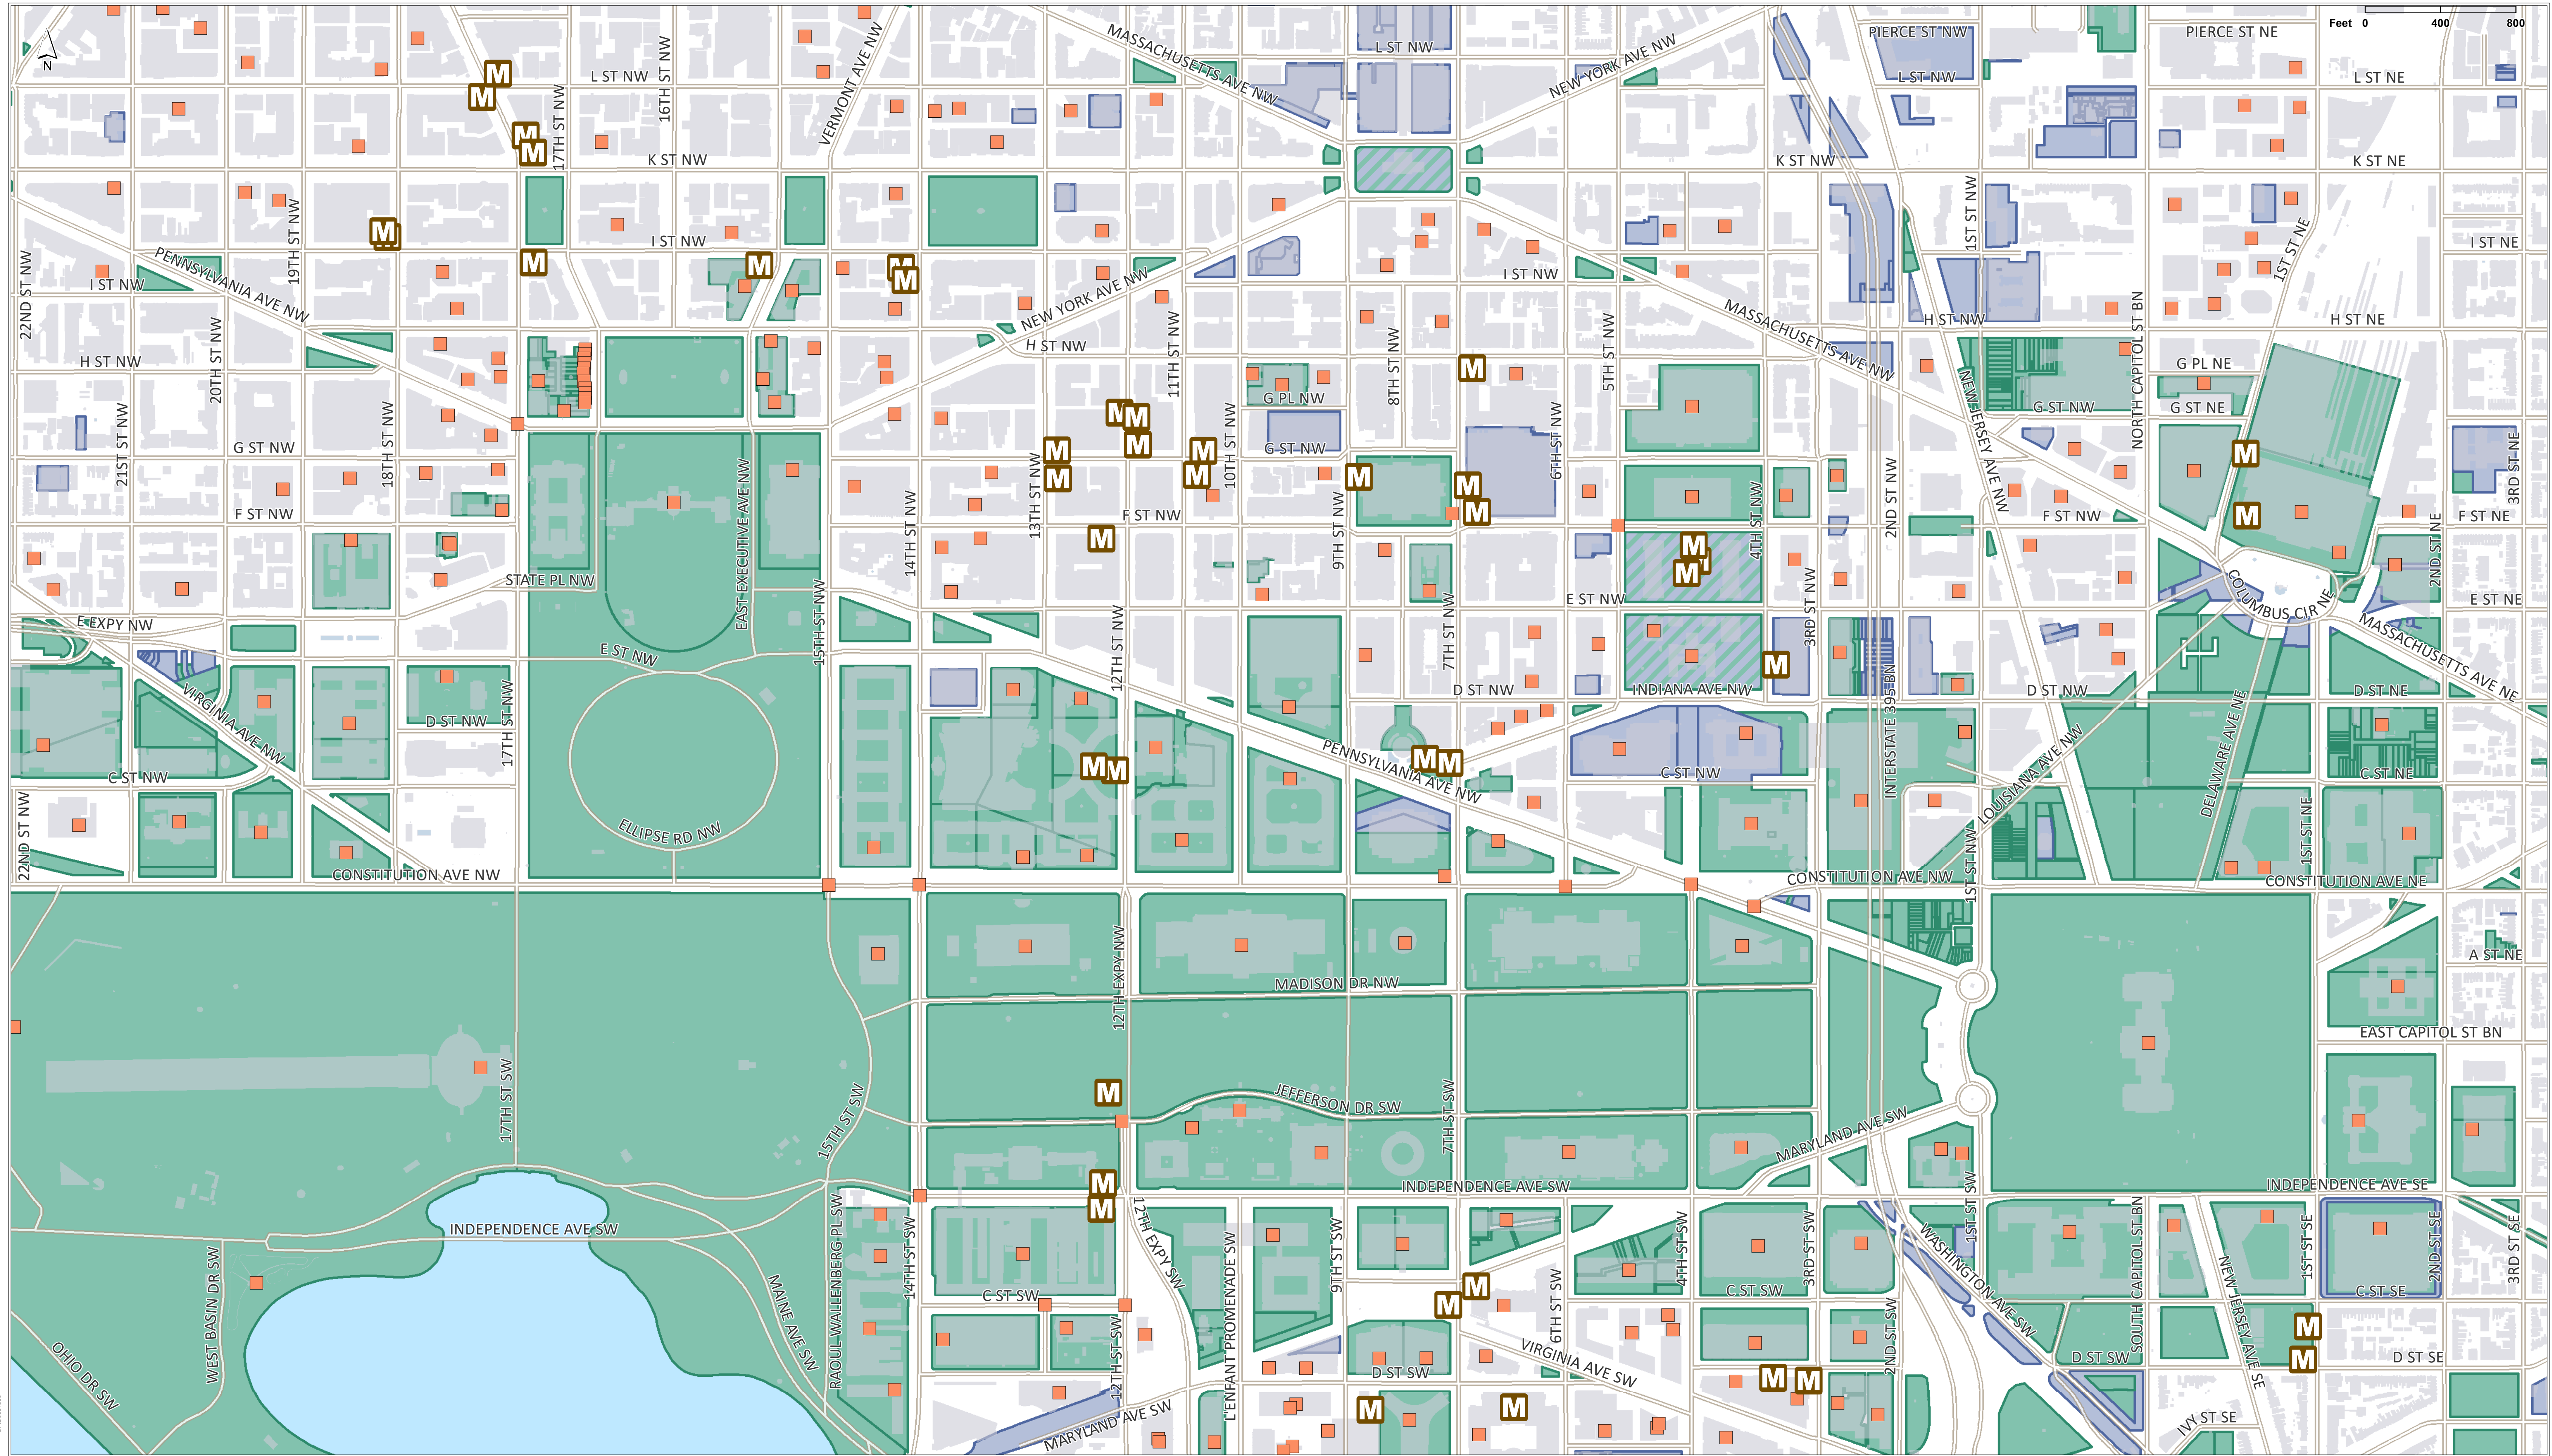 Feet 0 400 800
N
MASSACHUSETTS AVE NW
L ST NW
NEW YORK AVE NW
PIERCE ST NW
PIERCE ST NE
M
L ST NW
16TH ST NW
VERMONT AVE NW
L ST NW
L ST NE
M
17TH ST NW
M
M
K ST NW
K ST NW
K ST NE
22ND ST NW
PENNSYLVANIA AVE NW
19TH ST NW
M
I ST NW
1ST ST NW
1ST ST NE
I ST NE
I ST NW
M
M
M
M
NEW YORK AVE NW
I ST NW
MASSACHUSETTS AVE NW
H ST NW
NORTH CAPITOL ST BN
H ST NE
H ST NW
20TH ST NW
H ST NW
11TH ST NW
8TH ST NW
M
5TH ST NW
G PL NE
G PL NW
NEW JERSEY AVE NW
G ST NW
G ST NE
21ST ST NW
18TH ST NW
G ST NW
M
M
M
M
M
10TH ST NW
G ST NW
6TH ST NW
M
3RD ST NE
EAST EXECUTIVE AVE NW
14TH ST NW
13TH ST NW
M
M
M
M
4TH ST NW
2ND ST NW
F ST NW
F ST NW
9TH ST NW
M
F ST NW
M
F ST NE
M
M
M
2ND ST NE
STATE PL NW
15TH ST NW
12TH ST NW
7TH ST NW
E ST NW
3RD ST NW
COLUMBUS CIR NE
E ST NE
E EXPY NW
E ST NW
M
MASSACHUSETTS AVE NE
VIRGINIA AVE NW
17TH ST NW
D ST NW
D ST NW
INDIANA AVE NW
INTERSTATE 395 BN
D ST NW
D ST NE
C ST NW
M
M
PENNSYLVANIA AVE NW
M
M
C ST NW
LOUISIANA AVE NW
DELAWARE AVE NE
C ST NE
22ND ST NW
ELLIPSE RD NW
1ST ST NW
1ST ST NE
CONSTITUTION AVE NW
CONSTITUTION AVE NW
CONSTITUTION AVE NE
12TH EXPY NW
A ST NE
MADISON DR NW
EAST CAPITOL ST BN
17TH ST SW
15TH ST SW
M
JEFFERSON DR SW
7TH ST SW
MARYLAND AVE SW
M
INDEPENDENCE AVE SW
INDEPENDENCE AVE SE
M
INDEPENDENCE AVE SW
WEST BASIN DR SW
MAINE AVE SW
RAOUL WALLENBERG PL SW
14TH ST SW
12TH EXPY SW
L'ENFANT PROMENADE SW
9TH ST SW
6TH ST SW
4TH ST SW
3RD ST SW
1ST ST SW
WASHINGTON AVE SW
SOUTH CAPITOL ST BN
NEW JERSEY AVE SE
1ST ST SE
2ND ST SE
3RD ST SE
C ST SW
M
M
C ST SW
C ST SE
M
OHIO DR SW
12TH ST SW
VIRGINIA AVE SW
2ND ST SW
D ST SW
D ST SW
M
D ST SE
M
M
M
M
MARYLAND AVE SW
IVY ST SE